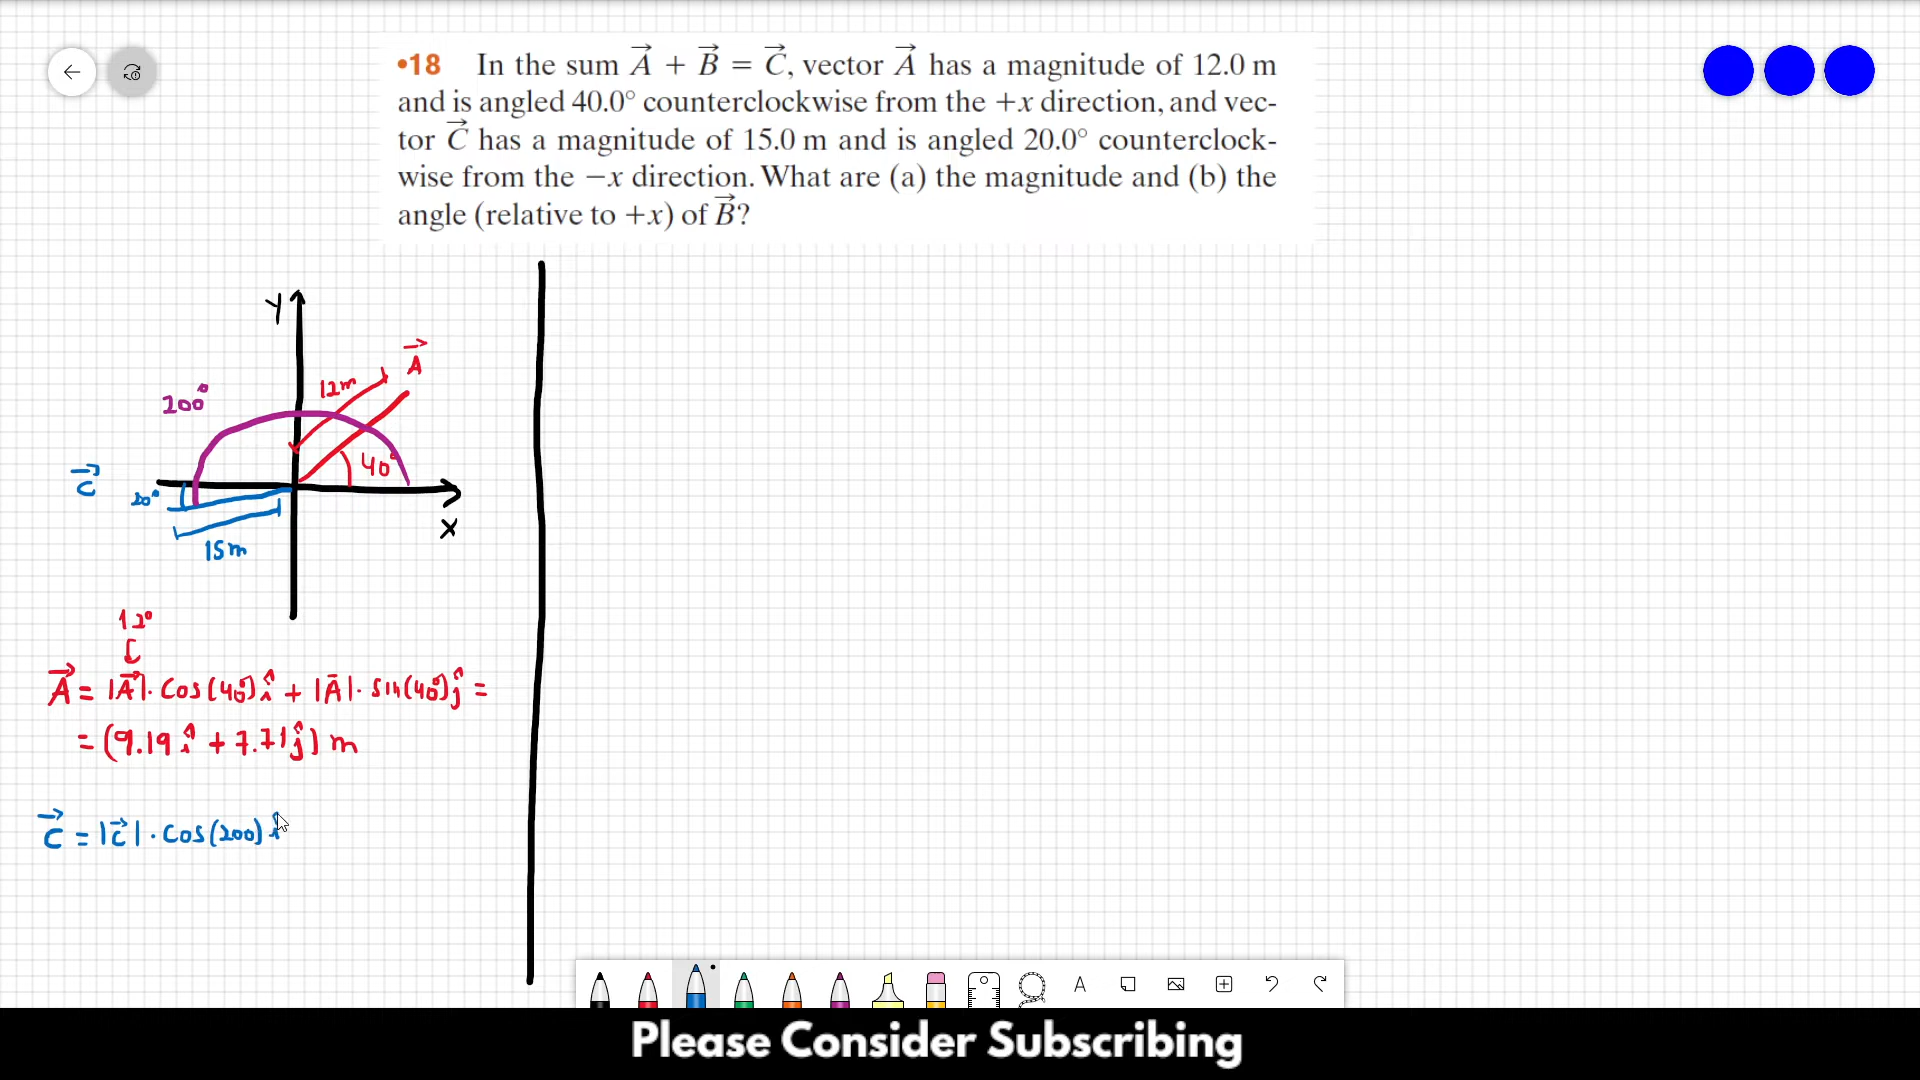 •18 In the sum A⃗ + B⃗ = C⃗, vector A⃗ has a magnitude of 12.0 m
and is angled 40.0° counterclockwise from the +x direction, and vec-
tor C⃗ has a magnitude of 15.0 m and is angled 20.0° counterclock-
wise from the −x direction. What are (a) the magnitude and (b) the
angle (relative to +x) of B⃗?
y
A⃗
12m
200°
40°
C⃗
20°
x
15m
12°
A⃗ = |A⃗|· cos(40°) î + |Ā|· sin(40°) ĵ =
= (9.19 î + 7.71 ĵ) m
C⃗ = |C⃗| · cos(200) î
A
Please Consider Subscribing